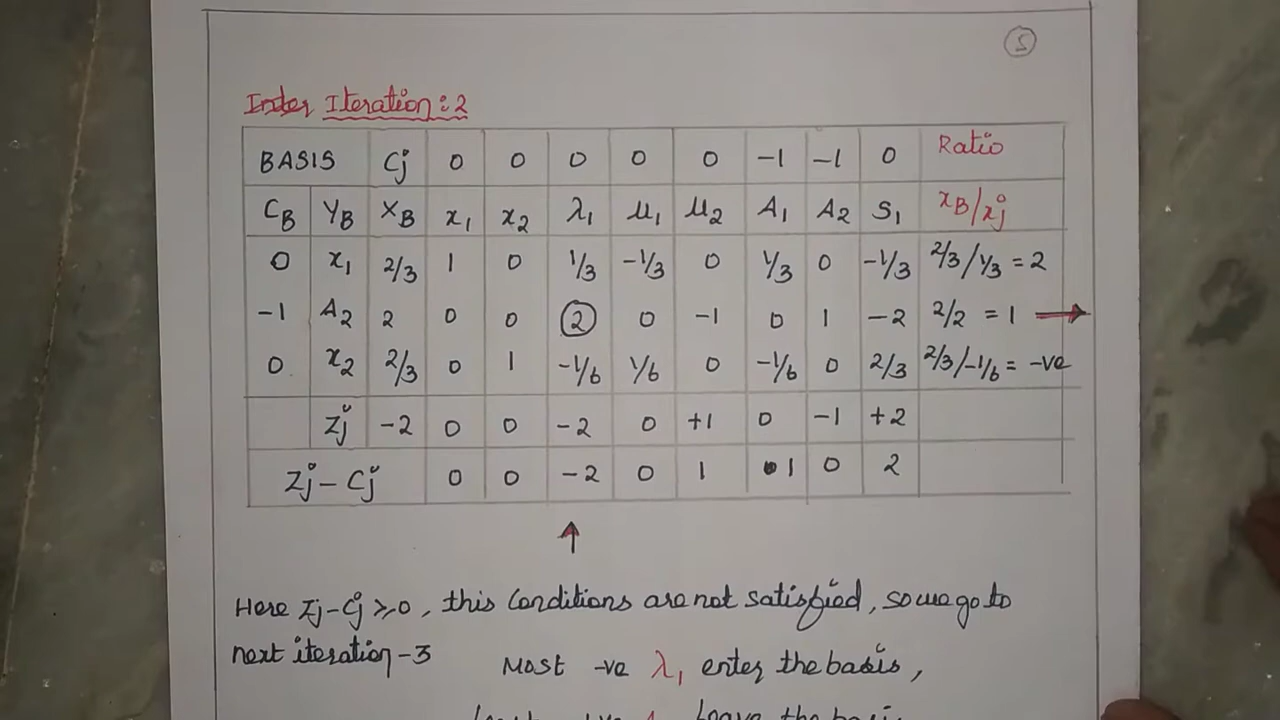 5
Inter Iteration: 2
BASIS Cj 0 0 0 0 0 -1 -1 0 Ratio
CB YB XB x1 x2 λ1 μ1 μ2 A1 A2 S1 xB/xj
0 x1 2/3 1 0 1/3 -1/3 0 1/3 0 -1/3 2/3/1/3 = 2
-1 A2 2 0 0 2 0 -1 0 1 -2 2/2 = 1
0 x2 2/3 0 1 -1/6 1/6 0 -1/6 0 2/3 2/3/-1/6 = -ve
Zj -2 0 0 -2 0 +1 0 -1 +2
Zj - Cj 0 0 -2 0 1 1 0 2
Here Zj-Cj ≥ 0, this conditions are not satisfied, so we go to
next iteration-3 Most -ve λ1 enter the basis,
leave the basis